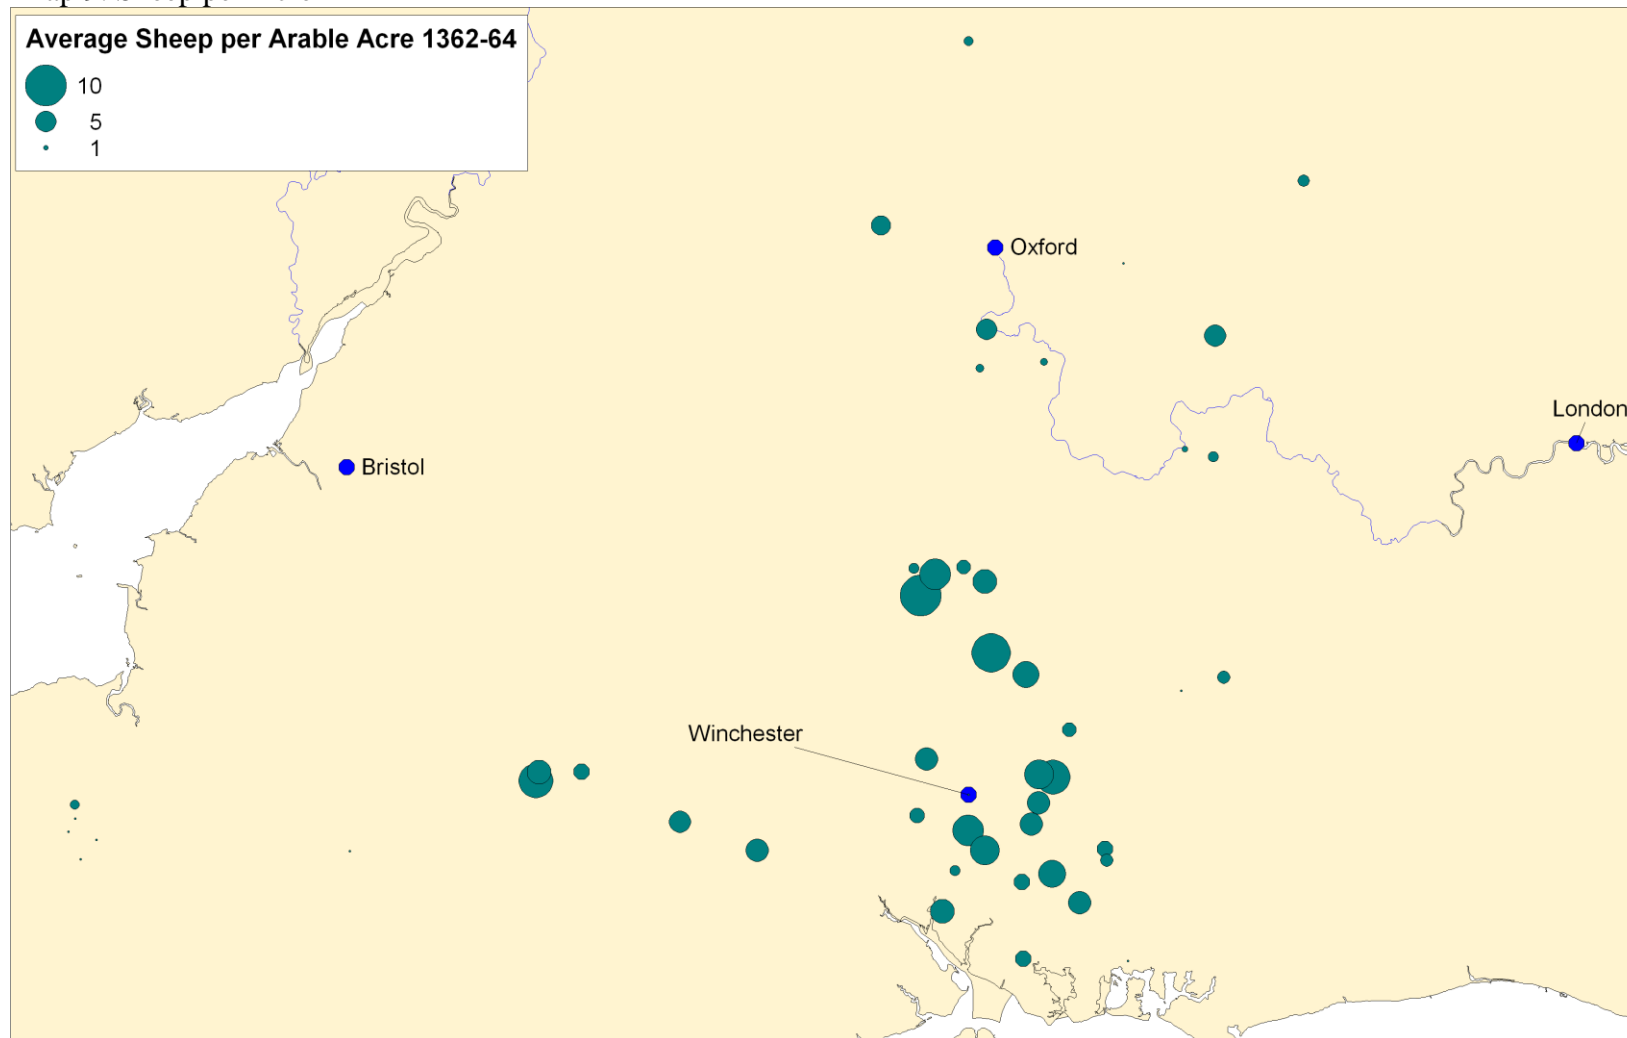 Average Sheep per Arable Acre 1362-64
10
5
1
Oxford
London
Bristol
Winchester